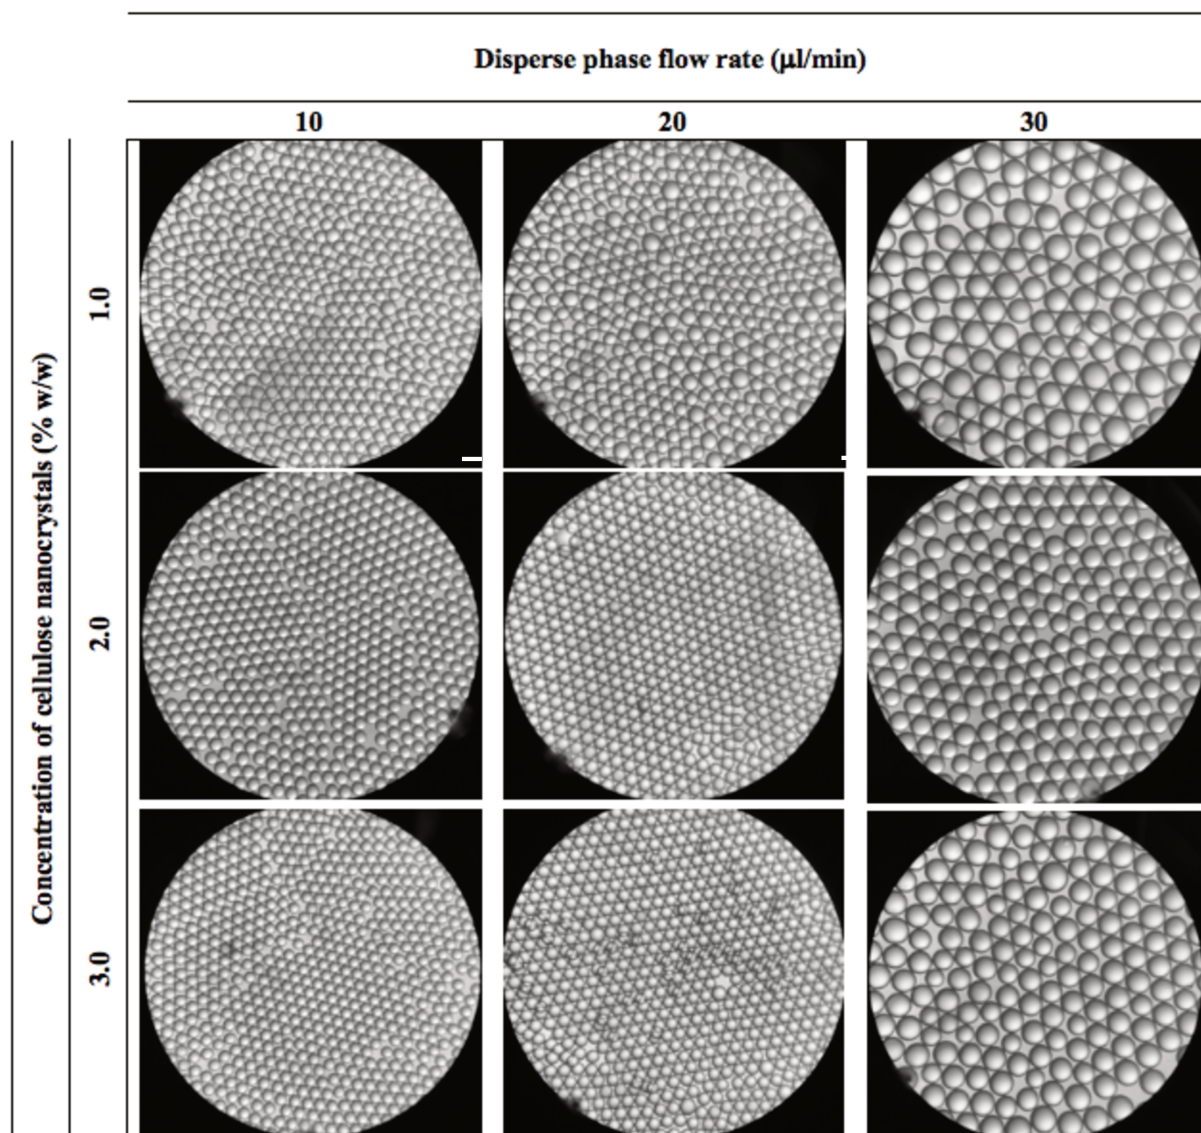 Disperse phase flow rate (μl/min)
10 20 30
Concentration of cellulose nanocrystals (% w/w)
1.0
2.0
3.0